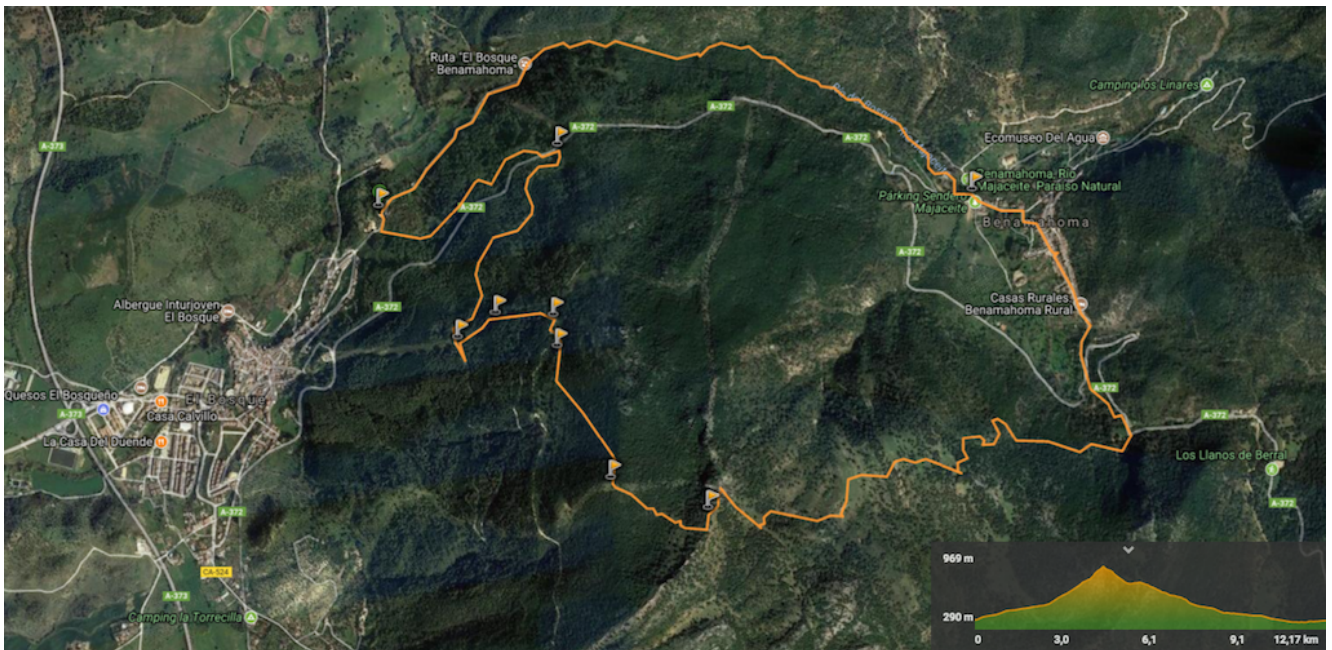 Ruta "El Bosque
- Benamahoma"
Camping los Linares
A-372
A-372
A-373
A-372
Ecomuseo Del Agua
Benamahoma, Río
Majaceite. Paraíso Natural
Párking Sendero
Majaceite
A-372
Benamahoma
A-372
Albergue Inturjoven
El Bosque
A-372
Casas Rurales
Benamahoma Rural
Quesos El Bosqueño
A-373
Casa Calvillo
El Bosque
A-372
A-372
La Casa Del Duende
Los Llanos de Berral
A-372
A-372
CA-524
A-373
Camping la Torrecilla
969 m
290 m
0
3,0
6,1
9,1
12,17 km